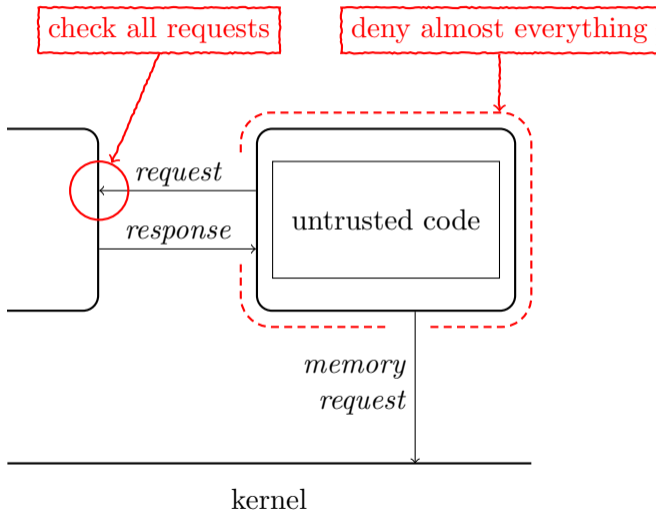 check all requests
deny almost everything
request
untrusted code
response
memory
request
kernel